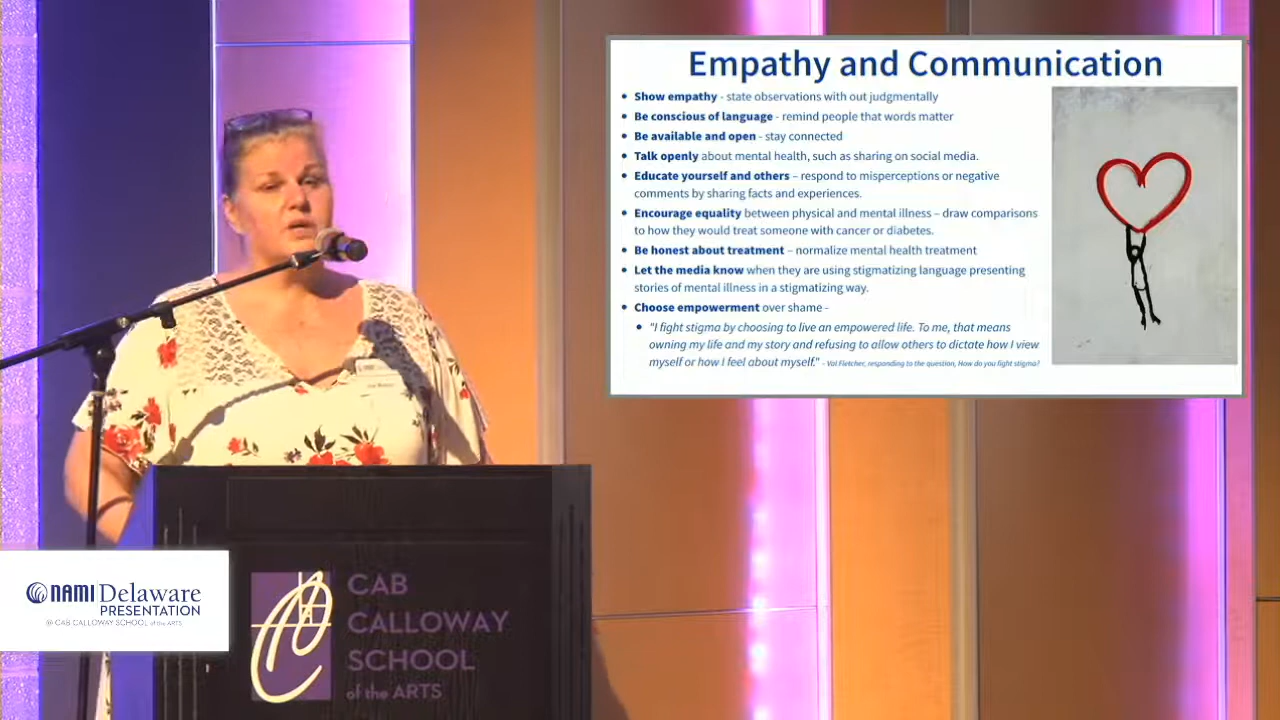 Empathy and Communication
• Show empathy - state observations with out judgmentally
• Be conscious of language - remind people that words matter
• Be available and open - stay connected
• Talk openly about mental health, such as sharing on social media.
• Educate yourself and others – respond to misperceptions or negative
comments by sharing facts and experiences.
• Encourage equality between physical and mental illness – draw comparisons
to how they would treat someone with cancer or diabetes.
• Be honest about treatment – normalize mental health treatment
• Let the media know when they are using stigmatizing language presenting
stories of mental illness in a stigmatizing way.
• Choose empowerment over shame -
• "I fight stigma by choosing to live an empowered life. To me, that means
owning my life and my story and refusing to allow others to dictate how I view
myself or how I feel about myself." - Val Fletcher, responding to the question, How do you fight stigma?
NAMI Delaware
PRESENTATION
@ CAB CALLOWAY SCHOOL of the ARTS
CAB
CALLOWAY
SCHOOL
of the ARTS